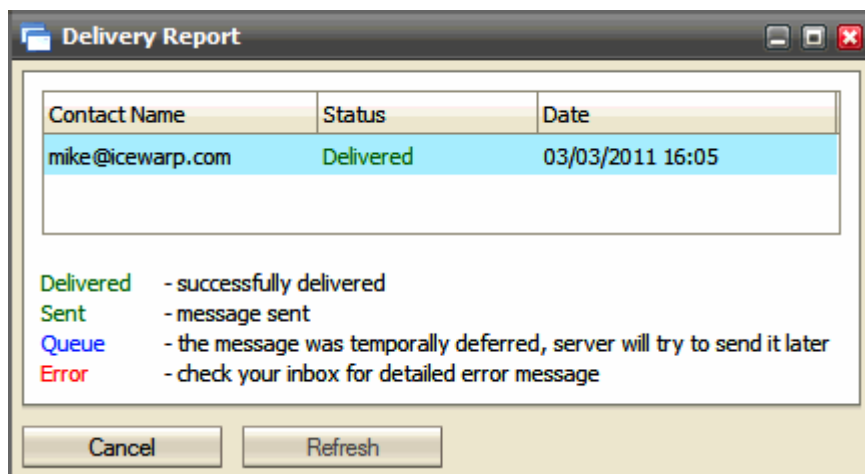 Delivery Report
Contact Name Status Date
mike@icewarp.com Delivered 03/03/2011 16:05
Delivered - successfully delivered
Sent - message sent
Queue - the message was temporally deferred, server will try to send it later
Error - check your inbox for detailed error message
Cancel Refresh